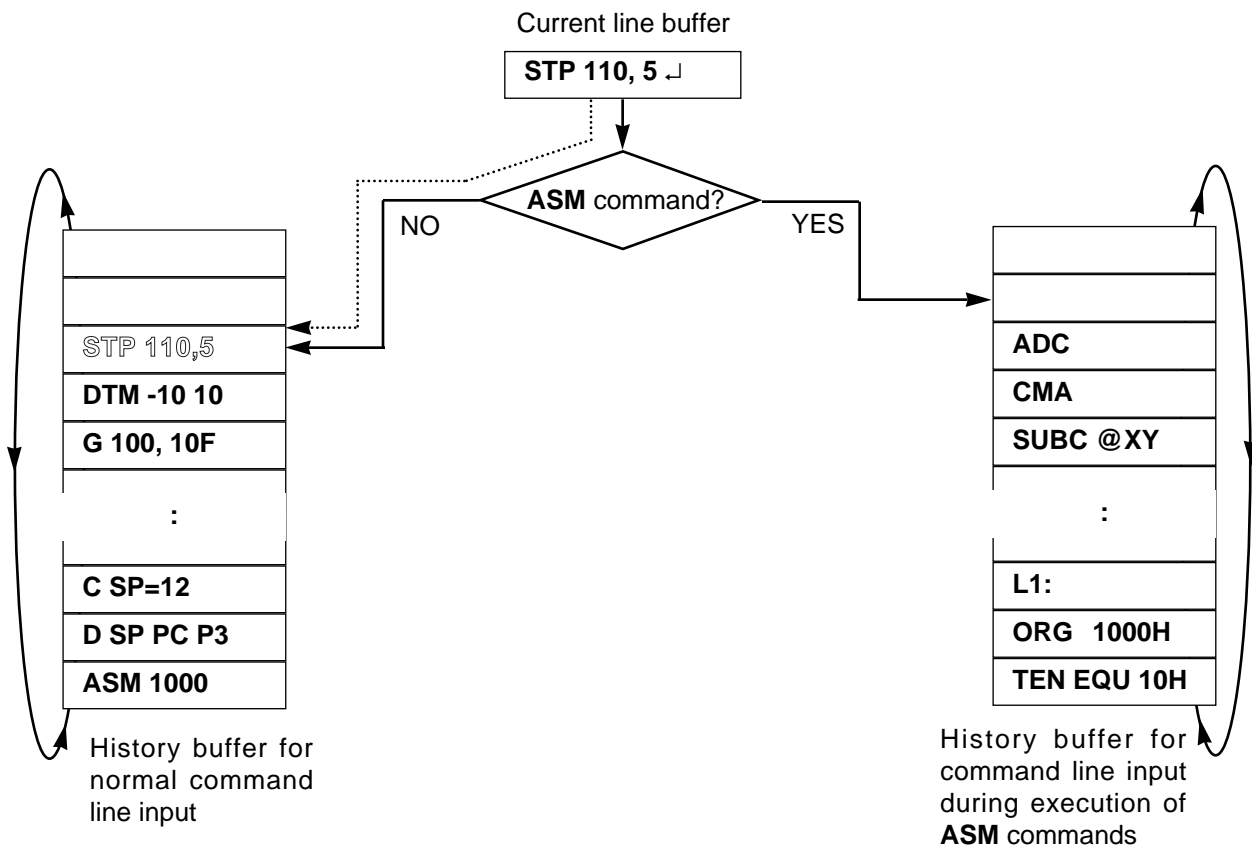 Current line buffer
STP 110, 5 ↵
ASM command?
NO
YES
STP 110,5
DTM -10 10
G 100, 10F
:
C SP=12
D SP PC P3
ASM 1000
History buffer for
normal command
line input
ADC
CMA
SUBC @XY
:
L1:
ORG 1000H
TEN EQU 10H
History buffer for
command line input
during execution of
ASM commands